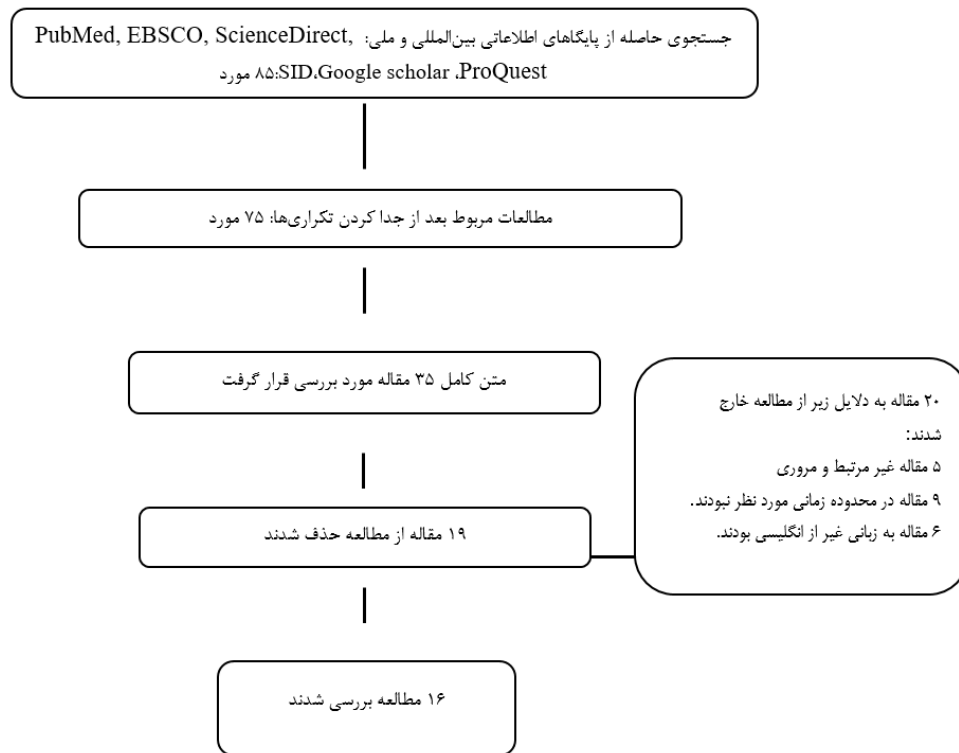 جستجوی حاصله از پایگاهای اطلاعاتی بین‌المللی و ملی: PubMed, EBSCO, ScienceDirect,
ProQuest، Google scholar،SID:۸۵ مورد
مطالعات مربوط بعد از جدا کردن تکراری‌ها: ۷۵ مورد
متن کامل ۳۵ مقاله مورد بررسی قرار گرفت
۲۰ مقاله به دلایل زیر از مطالعه خارج
شدند:
۵ مقاله غیر مرتبط و مروری
۹ مقاله در محدوده زمانی مورد نظر نبودند.
۶ مقاله به زبانی غیر از انگلیسی بودند.
۱۹ مقاله از مطالعه حذف شدند
۱۶ مطالعه بررسی شدند